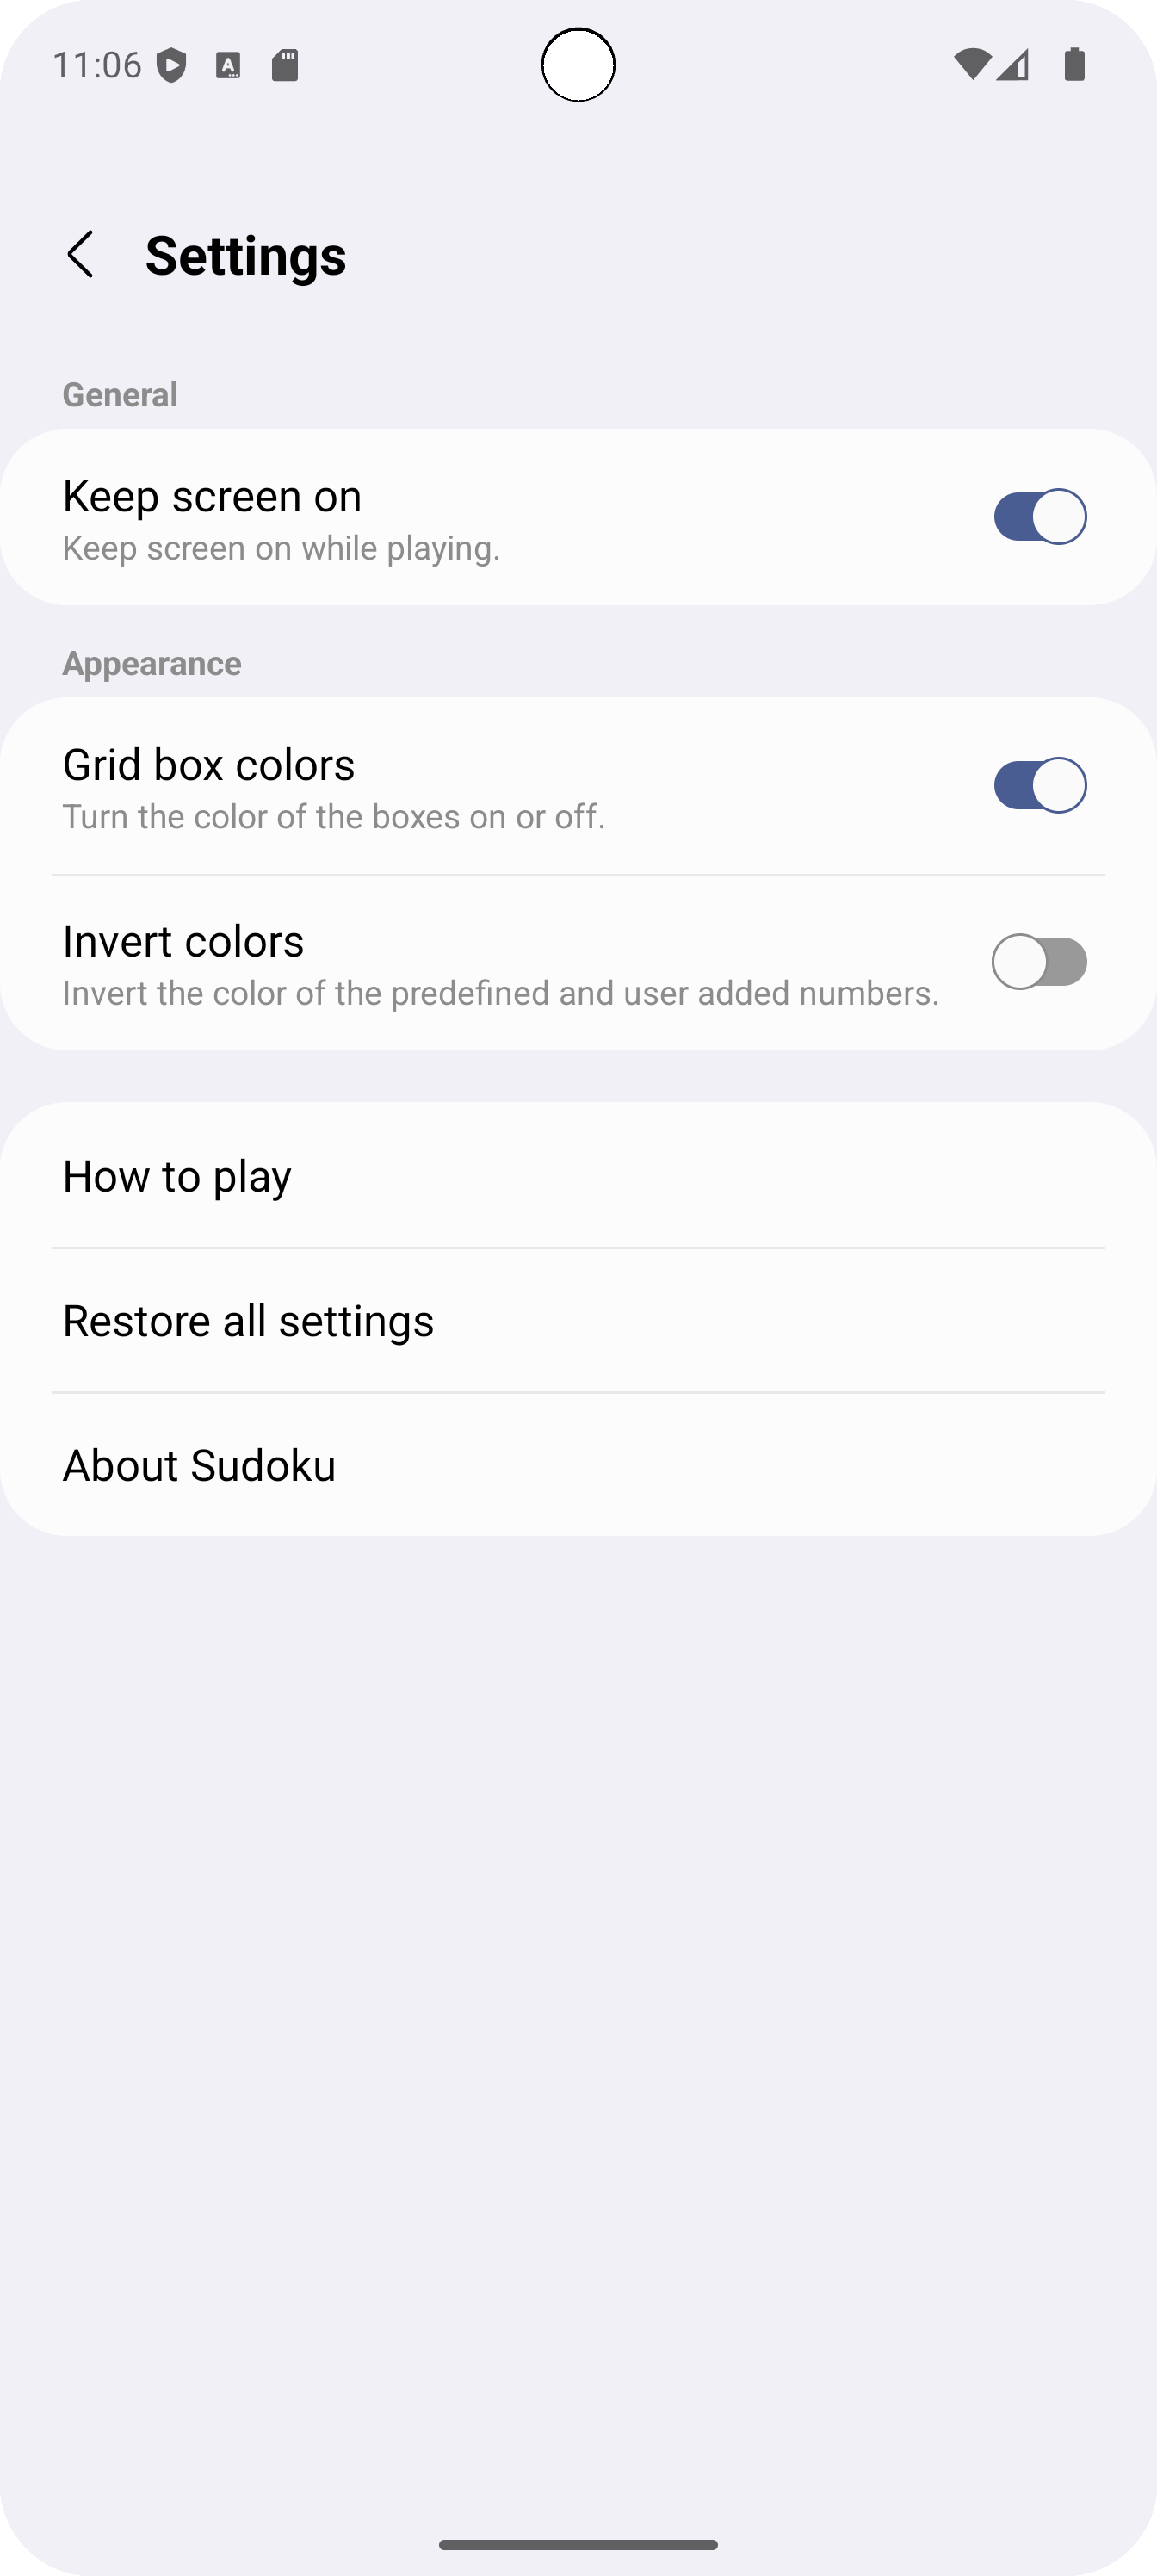 11:06
Settings
General
Keep screen on
Keep screen on while playing.
Appearance
Grid box colors
Turn the color of the boxes on or off.
Invert colors
Invert the color of the predefined and user added numbers.
How to play
Restore all settings
About Sudoku